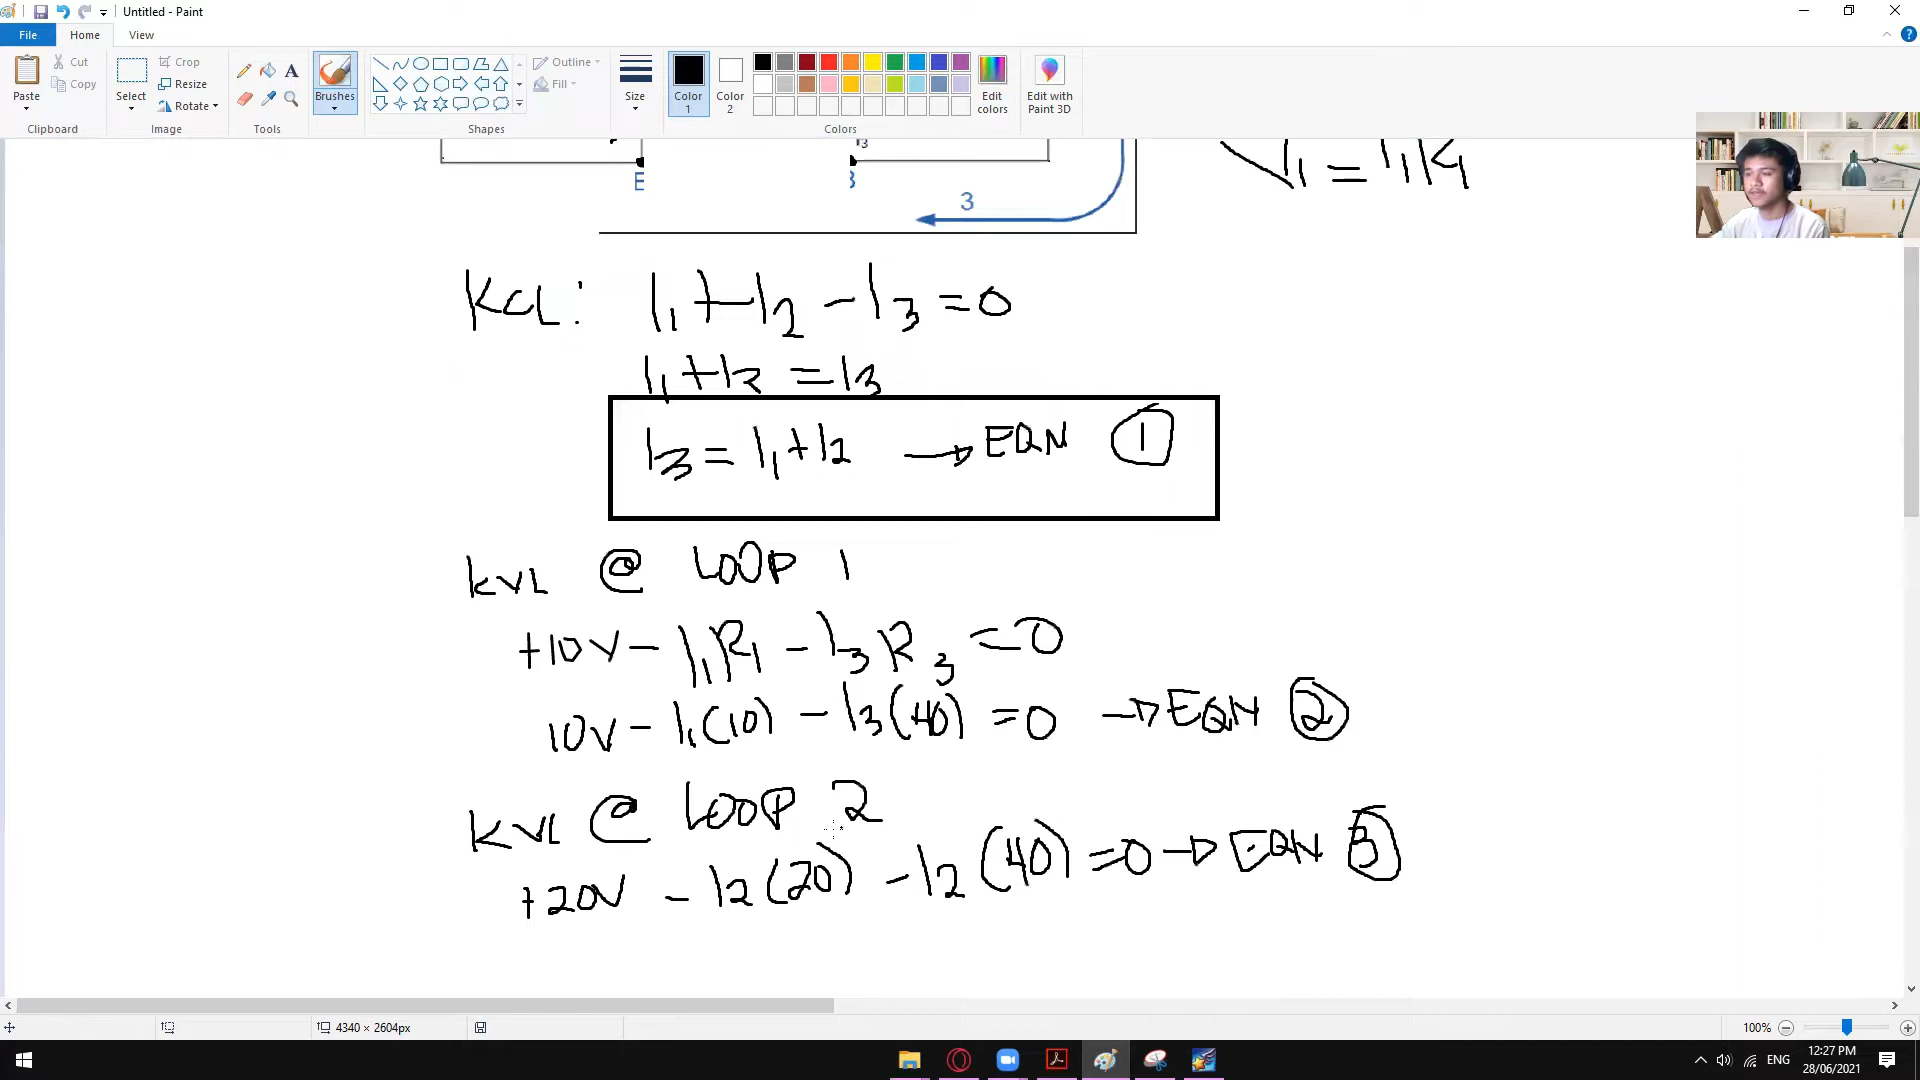 Untitled - Paint
File Home View
Paste
Cut
Copy
Clipboard
Select
Crop
Resize
Rotate
Image
Tools
Brushes
Shapes
Outline
Fill
Size
Color 1
Color 2
Colors
Edit colors
Edit with Paint 3D
I3
E
B
3
V1 = I1R1
KCL: I1 + I2 - I3 = 0
I1 + I2 = I3
I3 = I1 + I2 → EQN 1
KVL @ LOOP 1
+10V - I1R1 - I3R3 = 0
10V - I1(10) - I3(40) = 0 → EQN 2
KVL @ LOOP 2
+20V - I2(20) - I2(40) = 0 → EQN 3
4340 × 2604px
100%
ENG
12:27 PM
28/06/2021